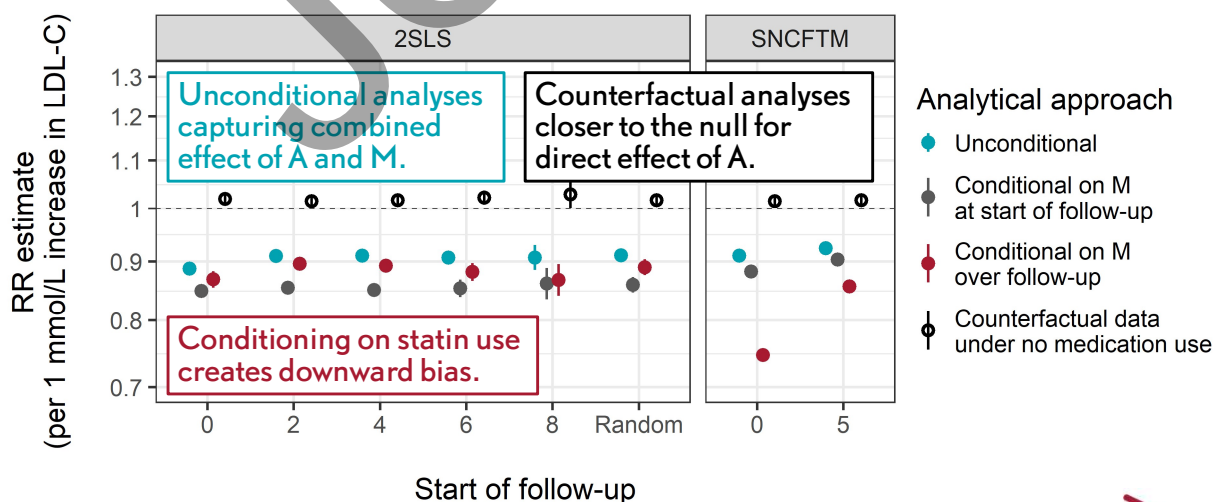 2SLS
SNCFTM
RR estimate
(per 1 mmol/L increase in LDL-C)
1.3
1.2
1.1
1
0.9
0.8
0.7
Unconditional analyses
capturing combined
effect of A and M.
Counterfactual analyses
closer to the null for
direct effect of A.
Conditioning on statin use
creates downward bias.
0
2
4
6
8
Random
0
5
Start of follow-up
Analytical approach
Unconditional
Conditional on M
at start of follow-up
Conditional on M
over follow-up
Counterfactual data
under no medication use